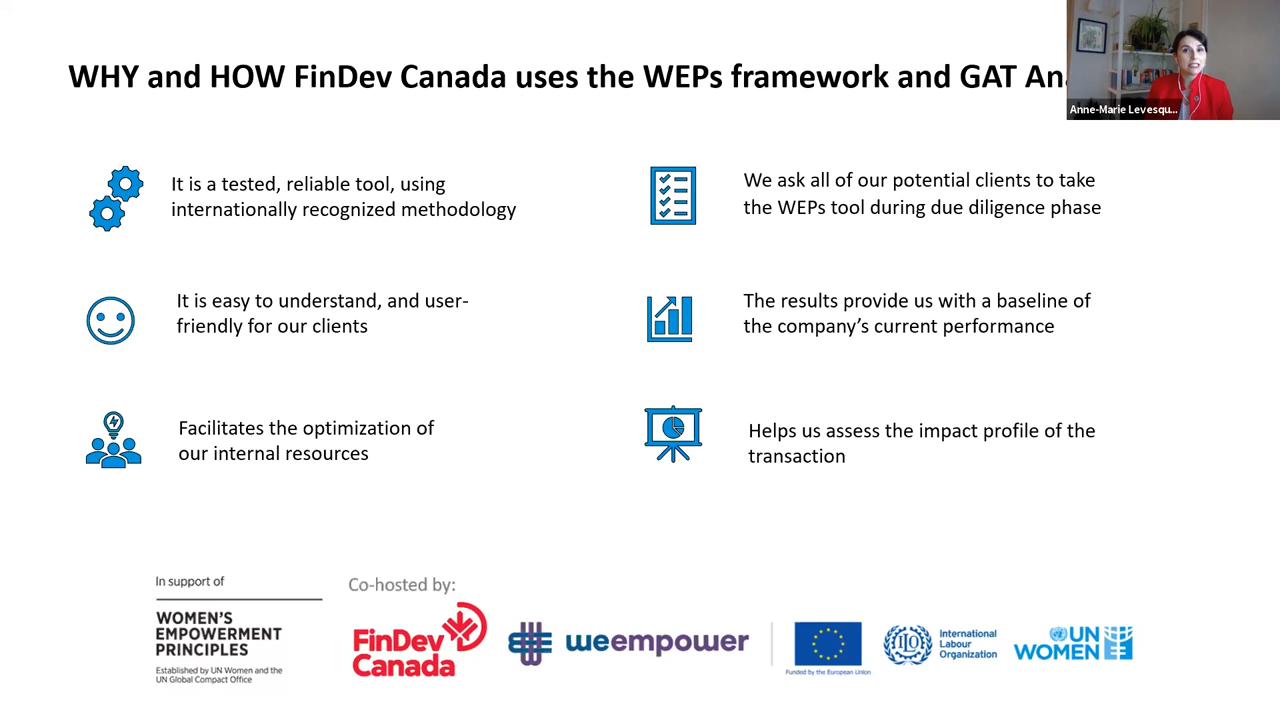 WHY and HOW FinDev Canada uses the WEPs framework and GAT
Anne-Marie Levesqu...
It is a tested, reliable tool, using
internationally recognized methodology
It is easy to understand, and user-
friendly for our clients
Facilitates the optimization of
our internal resources
We ask all of our potential clients to take
the WEPs tool during due diligence phase
The results provide us with a baseline of
the company’s current performance
Helps us assess the impact profile of the
transaction
In support of
WOMEN'S
EMPOWERMENT
PRINCIPLES
Established by UN Women and the
UN Global Compact Office
Co-hosted by:
FinDev
Canada
weempower
Funded by the European Union
International
Labour
Organization
UN
WOMEN